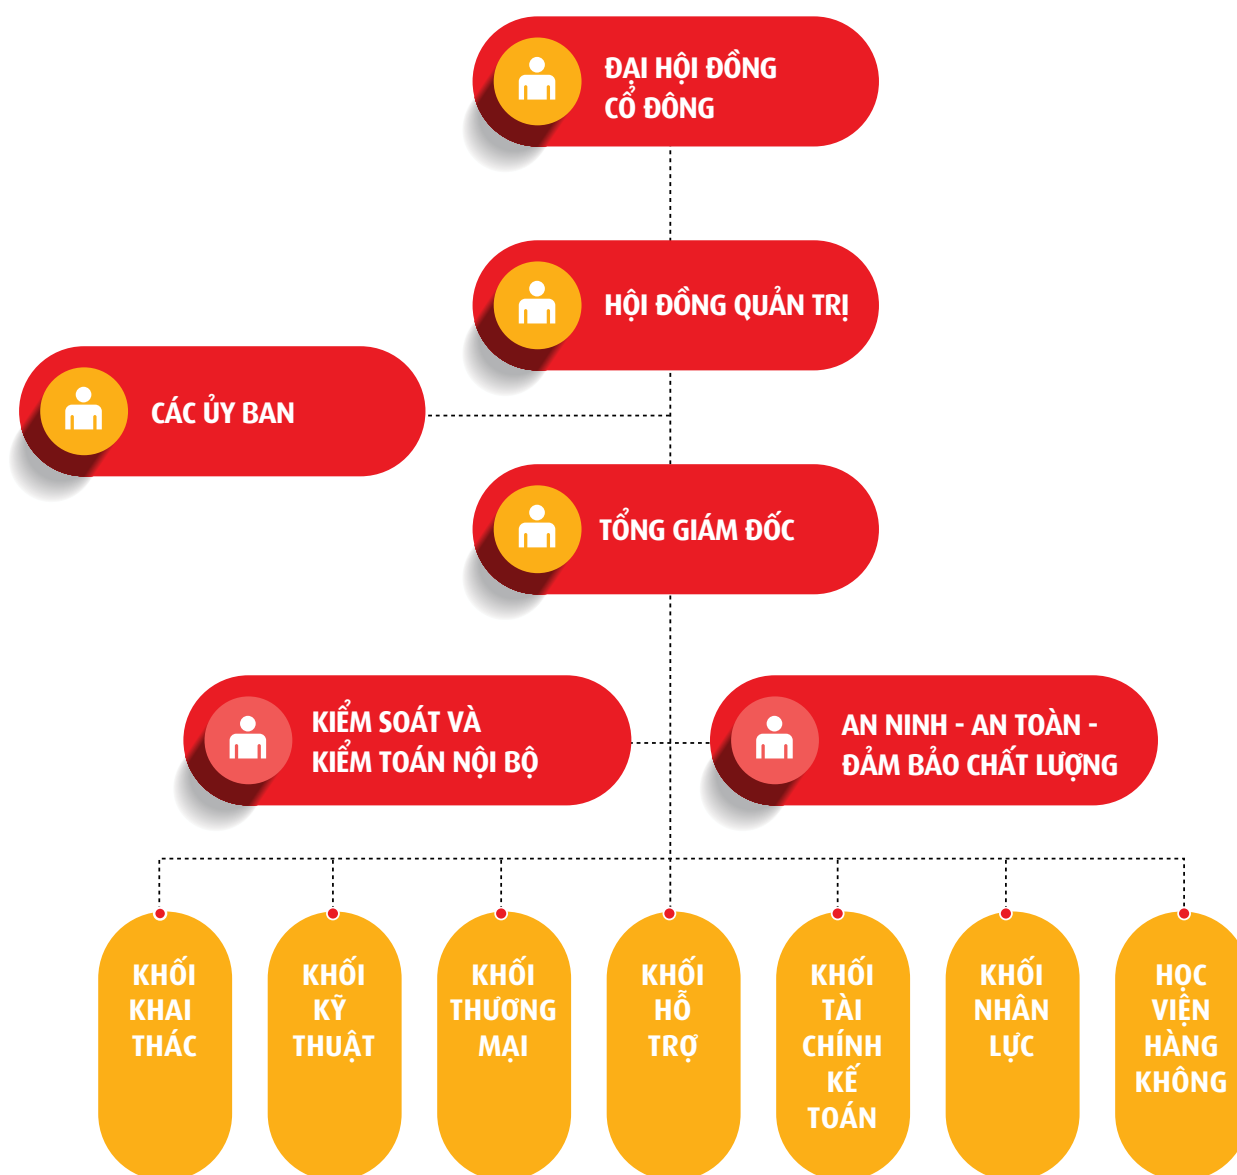 ĐẠI HỘI ĐỒNG
CỔ ĐÔNG
HỘI ĐỒNG QUẢN TRỊ
CÁC ỦY BAN
TỔNG GIÁM ĐỐC
KIỂM SOÁT VÀ
KIỂM TOÁN NỘI BỘ
AN NINH - AN TOÀN -
ĐẢM BẢO CHẤT LƯỢNG
KHỐI
KHAI
THÁC
KHỐI
KỸ
THUẬT
KHỐI
THƯƠNG
MẠI
KHỐI
HỖ
TRỢ
KHỐI
TÀI
CHÍNH
KẾ
TOÁN
KHỐI
NHÂN
LỰC
HỌC
VIỆN
HÀNG
KHÔNG